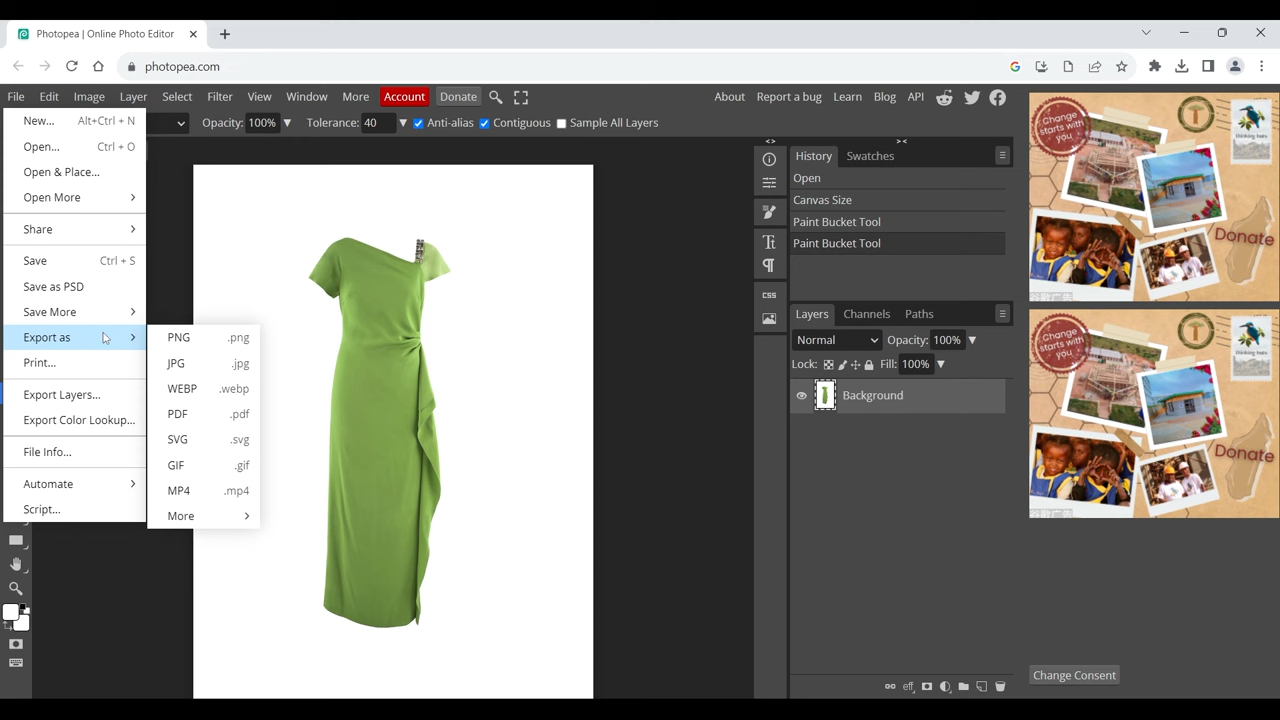 Photopea | Online Photo Editor
photopea.com
File Edit Image Layer Select Filter View Window More Account Donate
About Report a bug Learn Blog API
Opacity: 100% Tolerance: 40 Anti-alias Contiguous Sample All Layers
New... Alt+Ctrl + N
Open... Ctrl + O
Open & Place...
Open More
Share
Save Ctrl + S
Save as PSD
Save More
Export as
Print...
Export Layers...
Export Color Lookup...
File Info...
Automate
Script...
PNG .png
JPG .jpg
WEBP .webp
PDF .pdf
SVG .svg
GIF .gif
MP4 .mp4
More
History Swatches
Open
Canvas Size
Paint Bucket Tool
Paint Bucket Tool
CSS
Layers Channels Paths
Normal Opacity: 100%
Lock: Fill: 100%
Background
eff
Change starts with you
Donate
Change starts with you
Donate
Change Consent